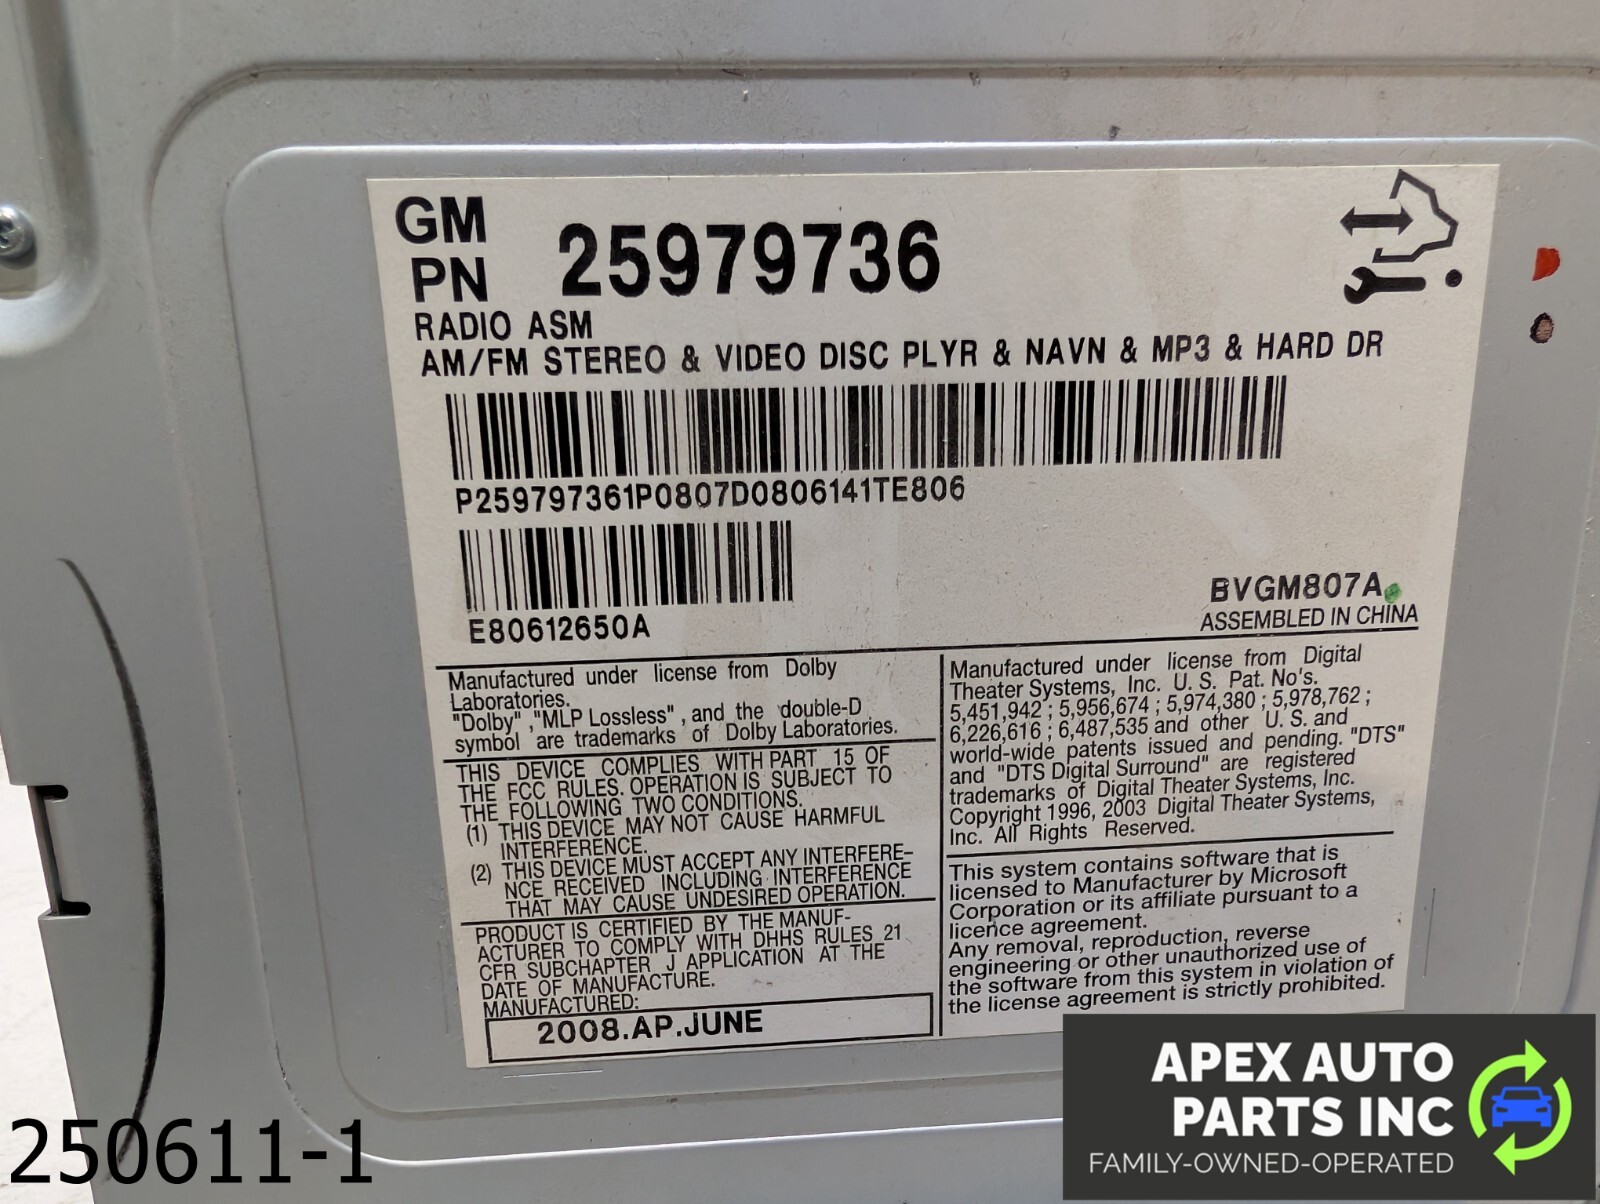 GM
PN 25979736
RADIO ASM
AM/FM STEREO & VIDEO DISC PLYR & NAVN & MP3 & HARD DR
P259797361P0807D0806141TE806
E80612650A
BVGM807A
ASSEMBLED IN CHINA
Manufactured under license from Dolby
Laboratories.
"Dolby" ,"MLP Lossless" , and the double-D
symbol are trademarks of Dolby Laboratories.
THIS DEVICE COMPLIES WITH PART 15 OF
THE FCC RULES. OPERATION IS SUBJECT TO
THE FOLLOWING TWO CONDITIONS.
(1) THIS DEVICE MAY NOT CAUSE HARMFUL
INTERFERENCE.
(2) THIS DEVICE MUST ACCEPT ANY INTERFERE-
NCE RECEIVED INCLUDING INTERFERENCE
THAT MAY CAUSE UNDESIRED OPERATION.
PRODUCT IS CERTIFIED BY THE MANUF-
ACTURER TO COMPLY WITH DHHS RULES 21
CFR SUBCHAPTER J APPLICATION AT THE
DATE OF MANUFACTURE.
MANUFACTURED:
2008.AP.JUNE
Manufactured under license from Digital
Theater Systems, Inc. U. S. Pat. No's.
5,451,942 ; 5,956,674 ; 5,974,380 ; 5,978,762 ;
6,226,616 ; 6,487,535 and other U. S. and
world-wide patents issued and pending. "DTS"
and "DTS Digital Surround" are registered
trademarks of Digital Theater Systems, Inc.
Copyright 1996, 2003 Digital Theater Systems,
Inc. All Rights Reserved.
This system contains software that is
licensed to Manufacturer by Microsoft
Corporation or its affiliate pursuant to a
licence agreement.
Any removal, reproduction, reverse
engineering or other unauthorized use of
the software from this system in violation of
the license agreement is strictly prohibited.
250611-1
APEX AUTO
PARTS INC
FAMILY-OWNED-OPERATED